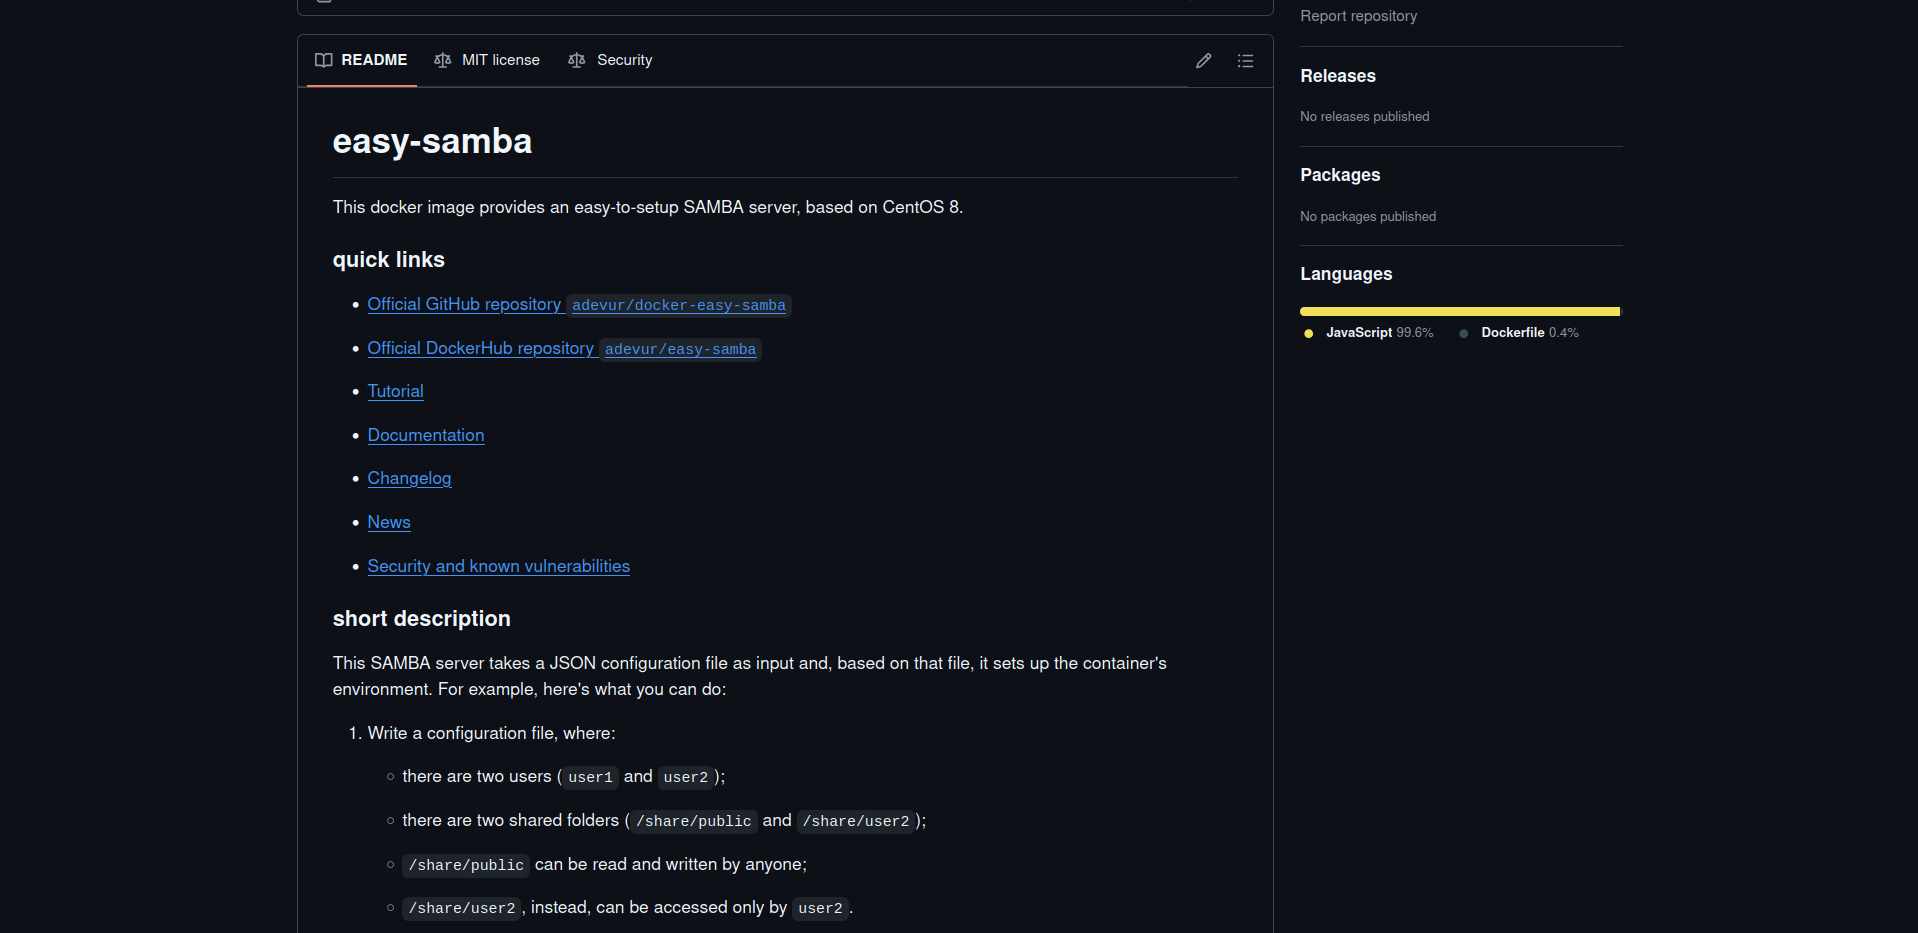 README
MIT license
Security
easy-samba
This docker image provides an easy-to-setup SAMBA server, based on CentOS 8.
quick links
• Official GitHub repository adevur/docker-easy-samba
• Official DockerHub repository adevur/easy-samba
• Tutorial
• Documentation
• Changelog
• News
• Security and known vulnerabilities
short description
This SAMBA server takes a JSON configuration file as input and, based on that file, it sets up the container's
environment. For example, here's what you can do:
1. Write a configuration file, where:
○ there are two users (user1 and user2);
○ there are two shared folders (/share/public and /share/user2);
○ /share/public can be read and written by anyone;
○ /share/user2, instead, can be accessed only by user2.
Report repository
Releases
No releases published
Packages
No packages published
Languages
JavaScript 99.6%
Dockerfile 0.4%